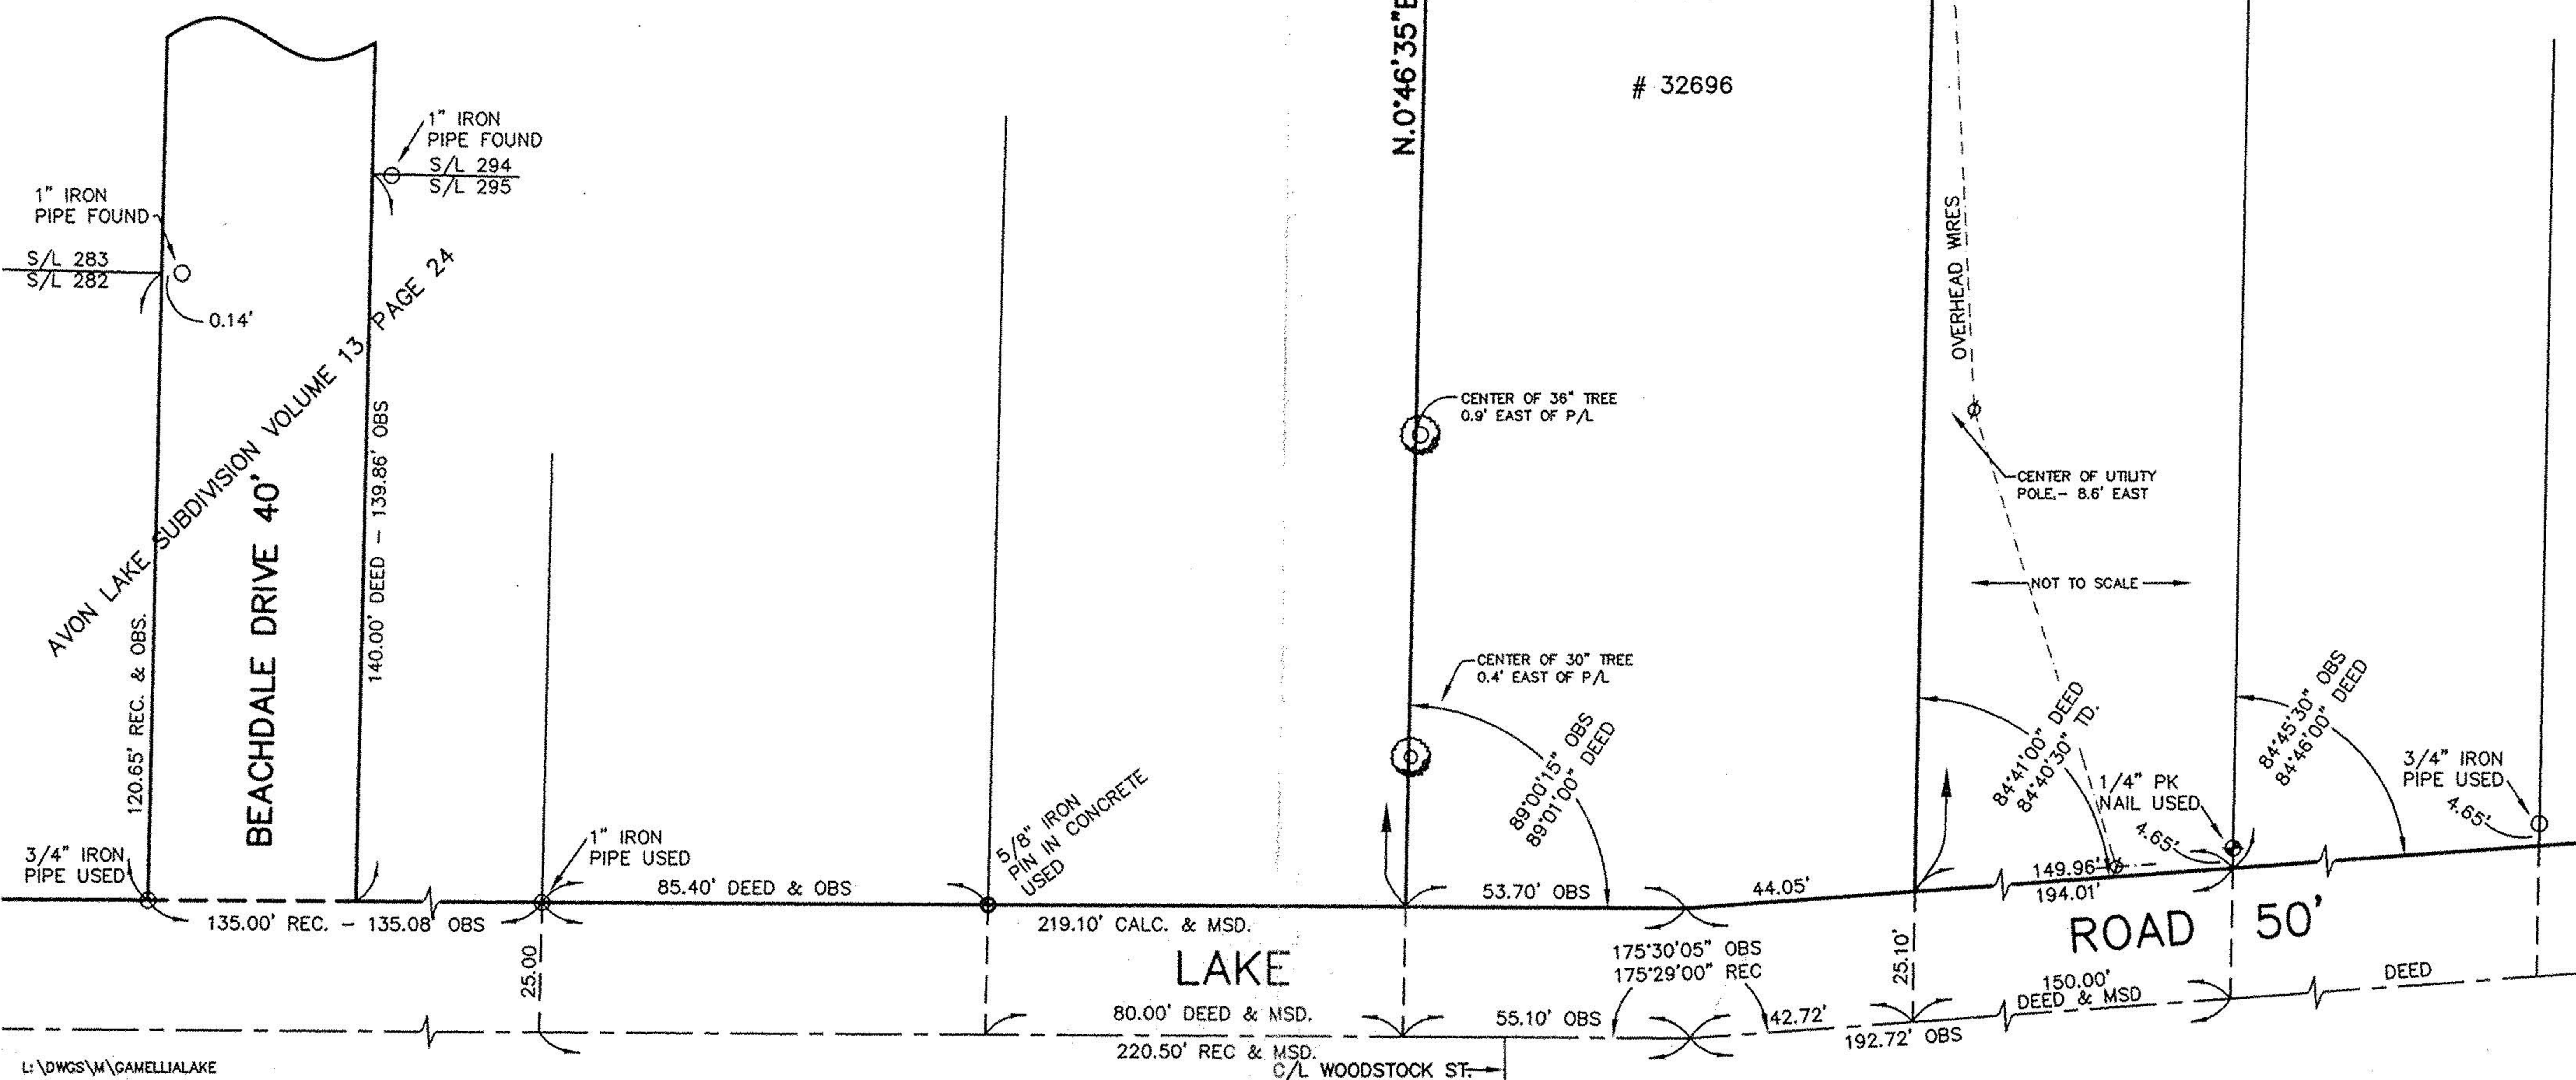 N.0°46'35"E
# 32696
1" IRON
PIPE FOUND
S/L 294
S/L 295
1" IRON
PIPE FOUND
S/L 283
S/L 282
0.14'
AVON LAKE SUBDIVISION VOLUME 13 PAGE 24
BEACHDALE DRIVE 40'
120.65' REC. & OBS.
140.00' DEED - 139.86' OBS
OVERHEAD WIRES
CENTER OF 36" TREE
0.9' EAST OF P/L
CENTER OF UTILITY
POLE,- 8.6' EAST
NOT TO SCALE
CENTER OF 30" TREE
0.4' EAST OF P/L
89°00'15" OBS
89°01'00" DEED
84°41'00" DEED
84°40'30" TD.
84°45'30" OBS
84°46'00" DEED
1/4" PK
NAIL USED
4.65'
3/4" IRON
PIPE USED
4.65'
3/4" IRON
PIPE USED
1" IRON
PIPE USED
5/8" IRON
PIN IN CONCRETE
USED
135.00' REC. - 135.08' OBS
85.40' DEED & OBS
219.10' CALC. & MSD.
53.70' OBS
44.05'
149.96'
194.01'
LAKE ROAD 50'
25.00
25.10'
175°30'05" OBS
175°29'00" REC
80.00' DEED & MSD.
55.10' OBS
42.72'
150.00'
DEED & MSD
DEED
220.50' REC & MSD.
192.72' OBS
C/L WOODSTOCK ST.
L:\DWGS\M\GAMELLIALAKE